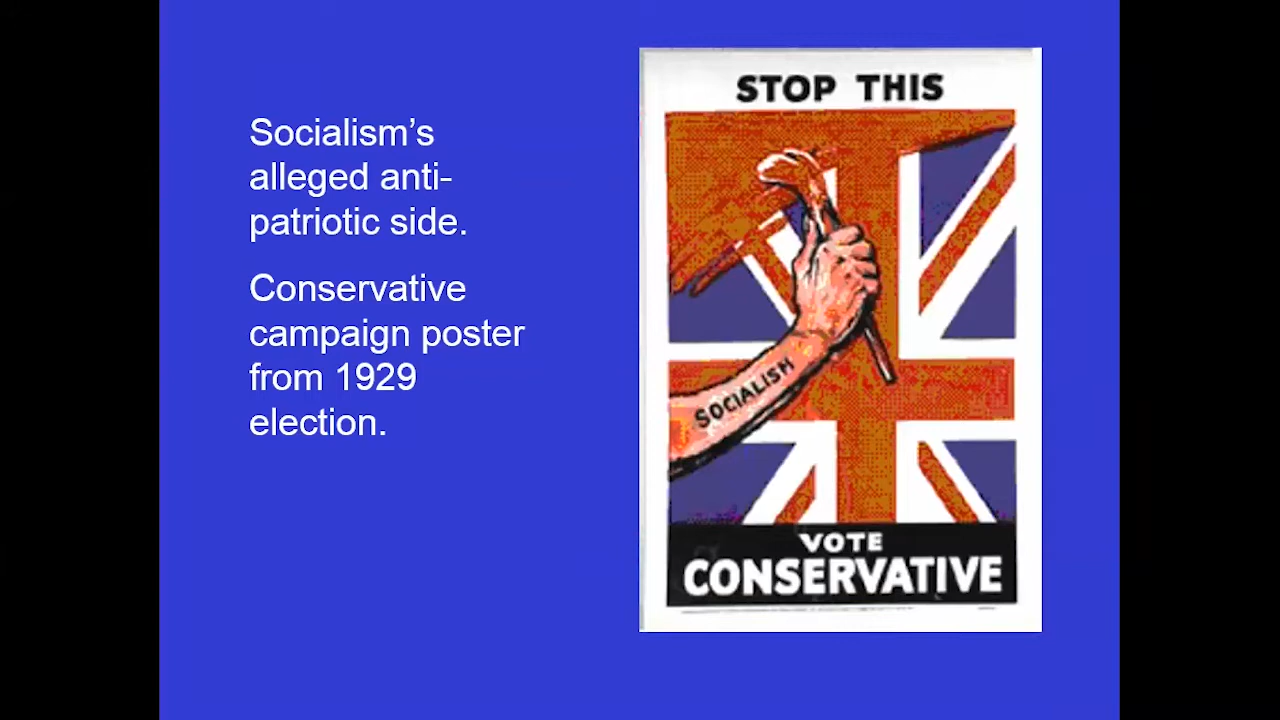 Socialism’s
alleged anti-
patriotic side.
Conservative
campaign poster
from 1929
election.
STOP THIS
SOCIALISM
VOTE
CONSERVATIVE